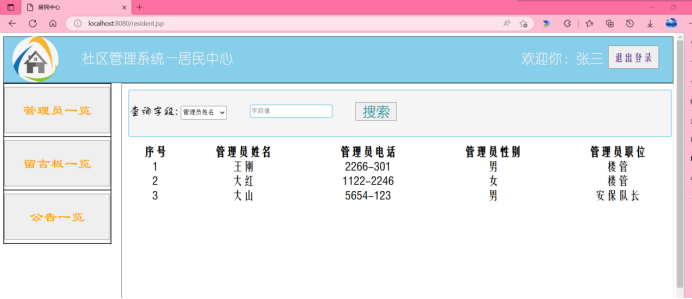 居民中心
localhost:8080/resident.jsp
社区管理系统—居民中心
欢迎你: 张三 退出登录
管理员一览
留言板一览
公告一览
查询字段: 管理员姓名 字段值 搜索
序号 管理员姓名 管理员电话 管理员性别 管理员职位
1 王刚 2266-301 男 楼管
2 大红 1122-2246 女 楼管
3 大山 5654-123 男 安保队长